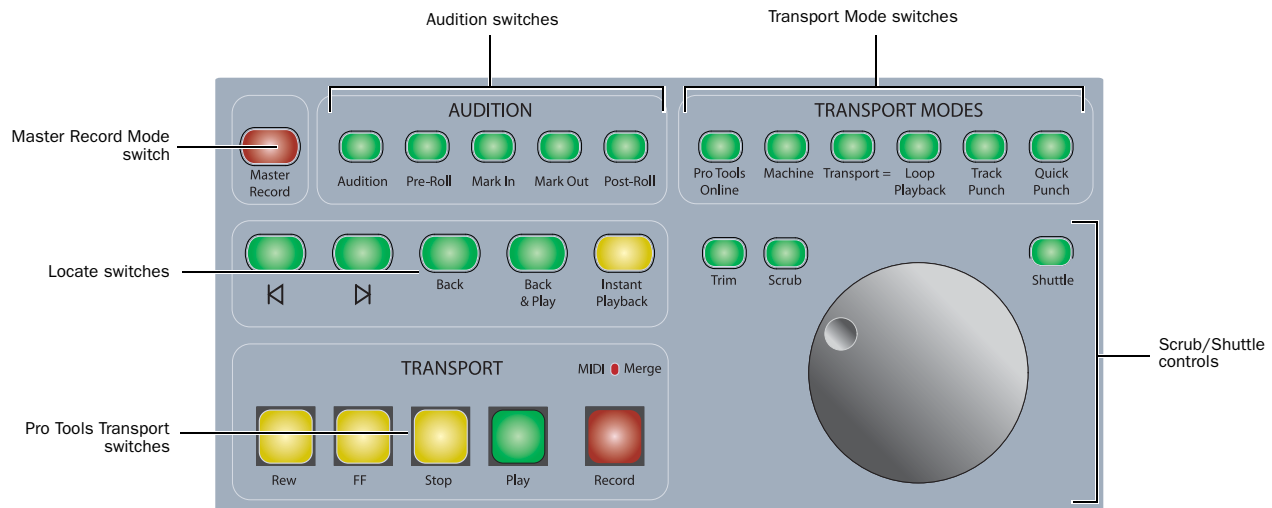 Audition switches
Transport Mode switches
AUDITION
TRANSPORT MODES
Master Record Mode
switch
Master
Record
Audition
Pre-Roll
Mark In
Mark Out
Post-Roll
Pro Tools
Online
Machine
Transport =
Loop
Playback
Track
Punch
Quick
Punch
Locate switches
Back
Back
& Play
Instant
Playback
Trim
Scrub
Shuttle
Scrub/Shuttle
controls
TRANSPORT
MIDI Merge
Pro Tools Transport
switches
Rew
FF
Stop
Play
Record